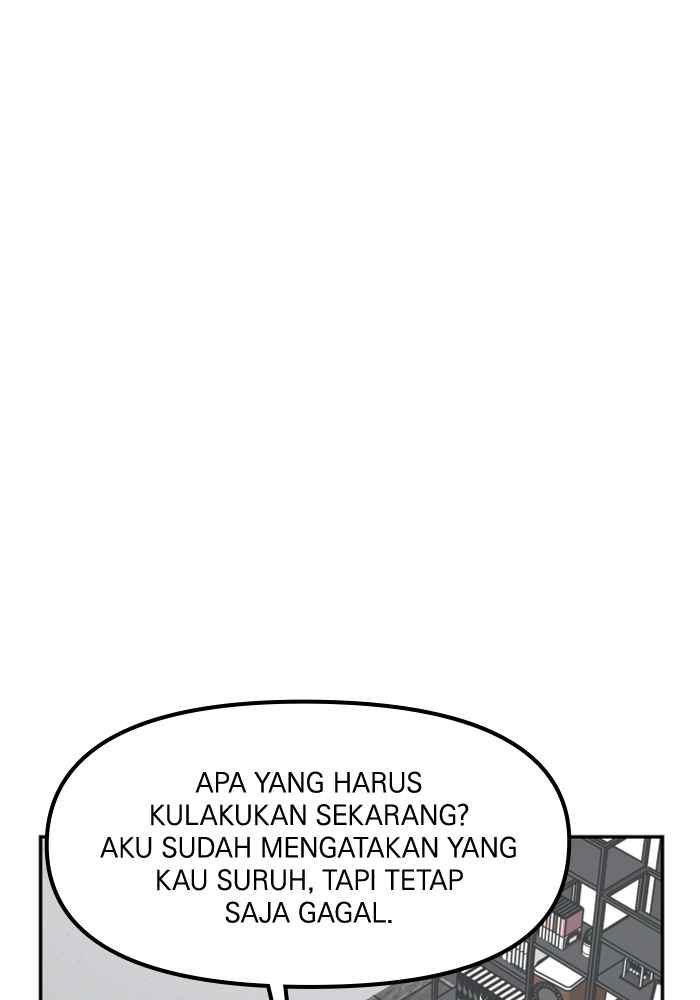 APA YANG HARUS
KULAKUKAN SEKARANG?
AKU SUDAH MENGATAKAN YANG
KAU SURUH, TAPI TETAP
SAJA GAGAL.